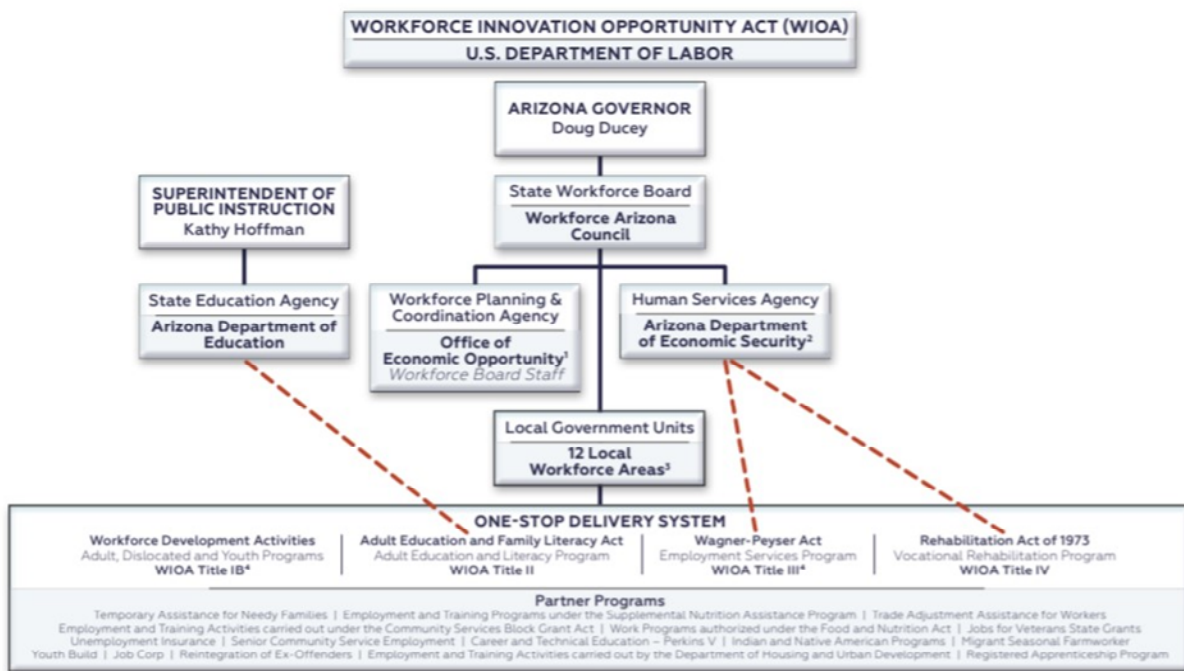 WORKFORCE INNOVATION OPPORTUNITY ACT (WIOA)
U.S. DEPARTMENT OF LABOR
ARIZONA GOVERNOR
Doug Ducey
SUPERINTENDENT OF
PUBLIC INSTRUCTION
Kathy Hoffman
State Workforce Board
Workforce Arizona
Council
State Education Agency
Arizona Department of
Education
Workforce Planning &
Coordination Agency
Office of
Economic Opportunity¹
Workforce Board Staff
Human Services Agency
Arizona Department
of Economic Security²
Local Government Units
12 Local
Workforce Areas³
ONE-STOP DELIVERY SYSTEM
Workforce Development Activities
Adult, Dislocated and Youth Programs
WIOA Title IB⁴
Adult Education and Family Literacy Act
Adult Education and Literacy Program
WIOA Title II
Wagner-Peyser Act
Employment Services Program
WIOA Title III⁴
Rehabilitation Act of 1973
Vocational Rehabilitation Program
WIOA Title IV
Partner Programs
Temporary Assistance for Needy Families | Employment and Training Programs under the Supplemental Nutrition Assistance Program | Trade Adjustment Assistance for Workers
Employment and Training Activities carried out under the Community Services Block Grant Act | Work Programs authorized under the Food and Nutrition Act | Jobs for Veterans State Grants
Unemployment Insurance | Senior Community Service Employment | Career and Technical Education – Perkins V | Indian and Native American Programs | Migrant Seasonal Farmworker
Youth Build | Job Corp | Reintegration of Ex-Offenders | Employment and Training Activities carried out by the Department of Housing and Urban Development | Registered Apprenticeship Program